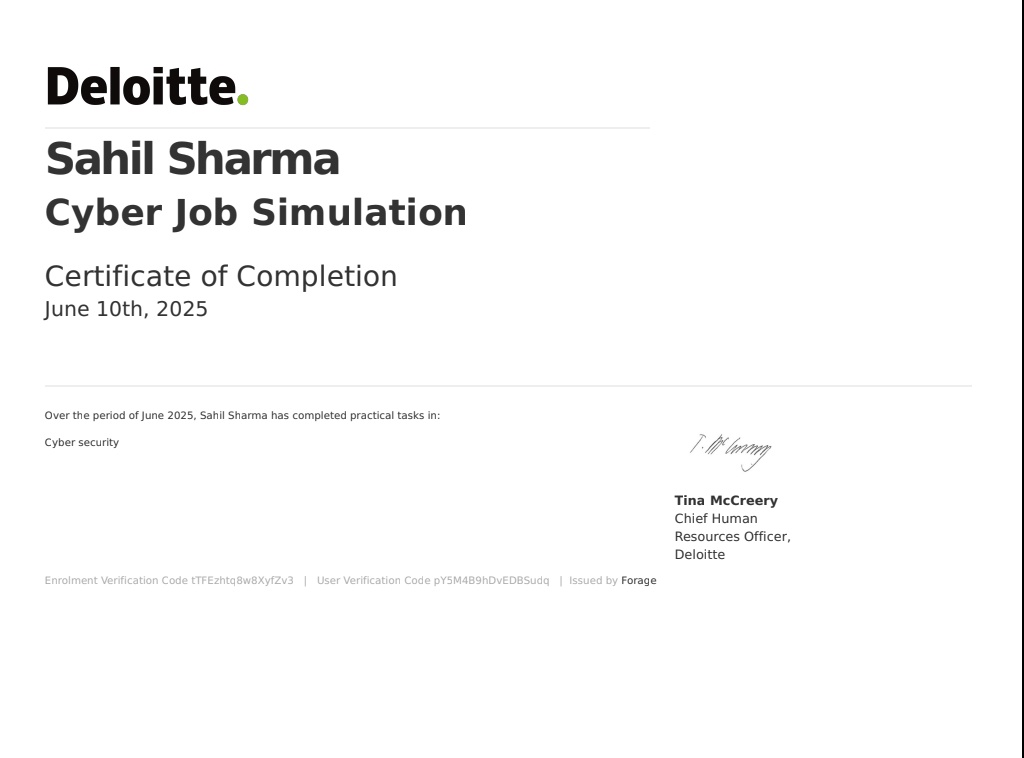 Deloitte.
Sahil Sharma
Cyber Job Simulation
Certificate of Completion
June 10th, 2025
Over the period of June 2025, Sahil Sharma has completed practical tasks in:
Cyber security
T. McCreery
Tina McCreery
Chief Human
Resources Officer,
Deloitte
Enrolment Verification Code tTFEzhtq8w8XyfZv3 | User Verification Code pY5M4B9hDvEDBSudq | Issued by Forage